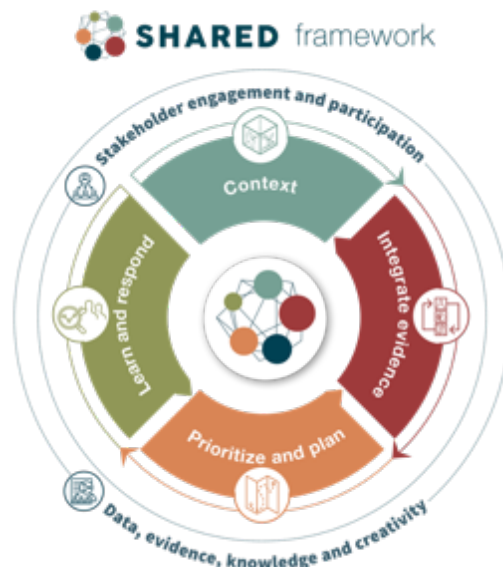 SHARED framework
Stakeholder engagement and participation
Context
Integrate evidence
Prioritize and plan
Learn and respond
Data, evidence, knowledge and creativity